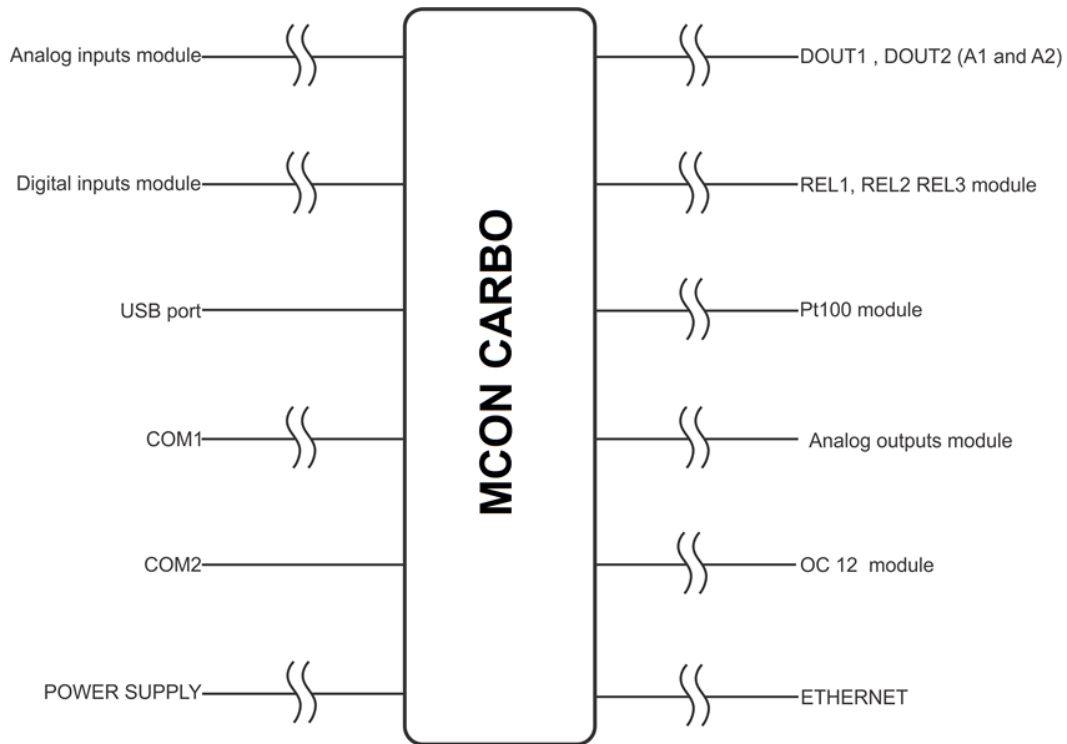 Analog inputs module
Digital inputs module
USB port
COM1
COM2
POWER SUPPLY
MCON CARBO
DOUT1 , DOUT2 (A1 and A2)
REL1, REL2 REL3 module
Pt100 module
Analog outputs module
OC 12 module
ETHERNET